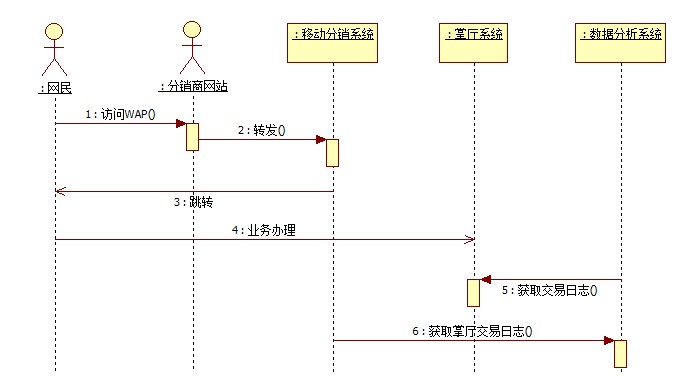 : 移动分销系统
: 掌厅系统
: 数据分析系统
: 网民
: 分销商网站
1 : 访问WAP()
2 : 转发()
3 : 跳转
4 : 业务办理
5 : 获取交易日志()
6 : 获取掌厅交易日志()